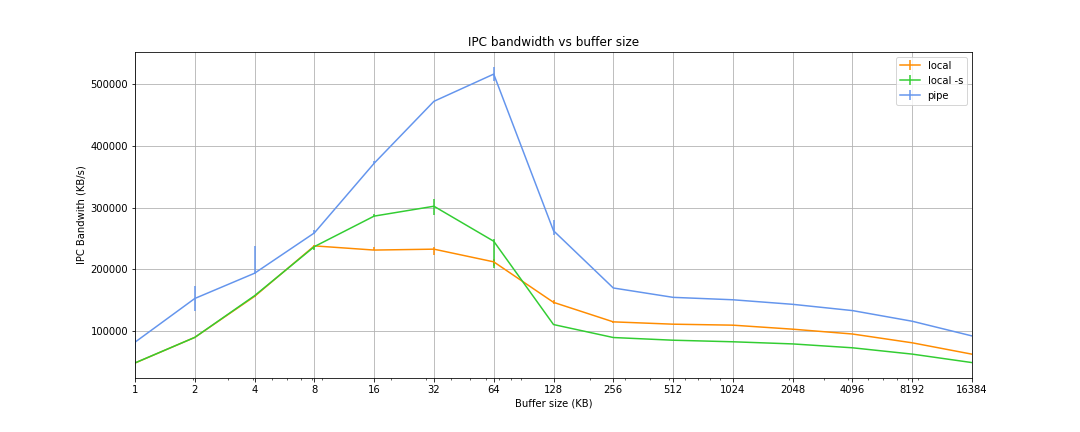 IPC bandwidth vs buffer size
local
local -s
pipe
500000
400000
300000
200000
100000
IPC Bandwith (KB/s)
1 2 4 8 16 32 64 128 256 512 1024 2048 4096 8192 16384
Buffer size (KB)